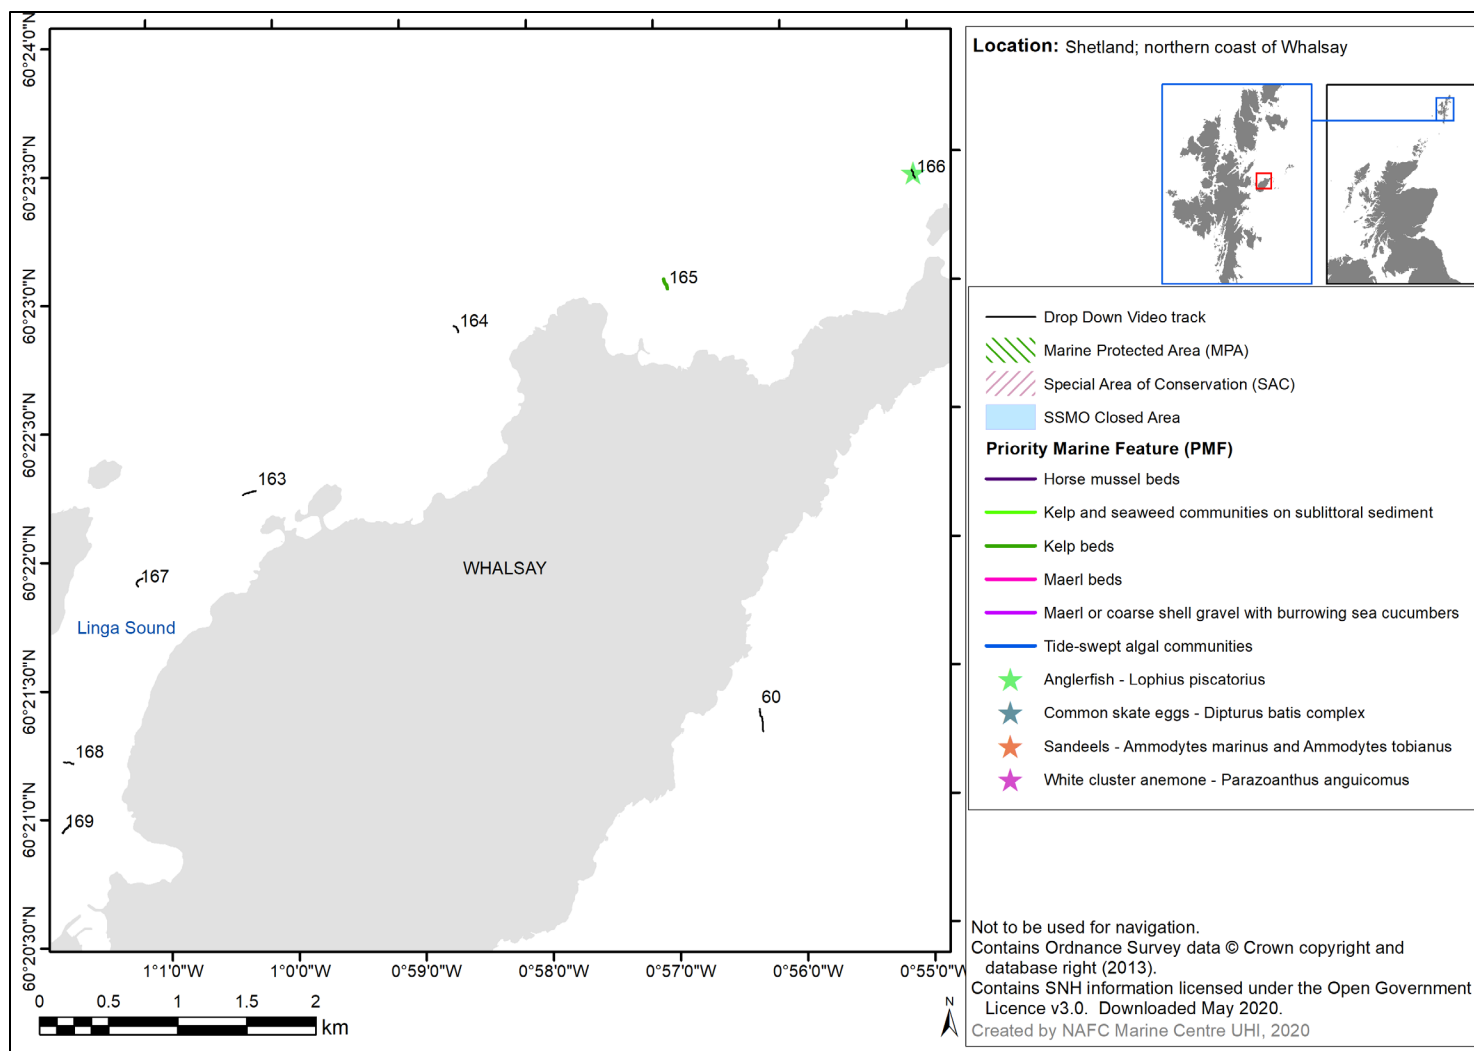 60°24'0"N
60°23'30"N
60°23'0"N
60°22'30"N
60°22'0"N
60°21'30"N
60°21'0"N
60°20'30"N
166
165
164
163
167
WHALSAY
Linga Sound
60
168
169
1°1'0"W
1°0'0"W
0°59'0"W
0°58'0"W
0°57'0"W
0°56'0"W
0°55'0"W
0 0.5 1 1.5 2
km
N
Location: Shetland; northern coast of Whalsay
Drop Down Video track
Marine Protected Area (MPA)
Special Area of Conservation (SAC)
SSMO Closed Area
Priority Marine Feature (PMF)
Horse mussel beds
Kelp and seaweed communities on sublittoral sediment
Kelp beds
Maerl beds
Maerl or coarse shell gravel with burrowing sea cucumbers
Tide-swept algal communities
Anglerfish - Lophius piscatorius
Common skate eggs - Dipturus batis complex
Sandeels - Ammodytes marinus and Ammodytes tobianus
White cluster anemone - Parazoanthus anguicomus
Not to be used for navigation.
Contains Ordnance Survey data © Crown copyright and
database right (2013).
Contains SNH information licensed under the Open Government
Licence v3.0. Downloaded May 2020.
Created by NAFC Marine Centre UHI, 2020